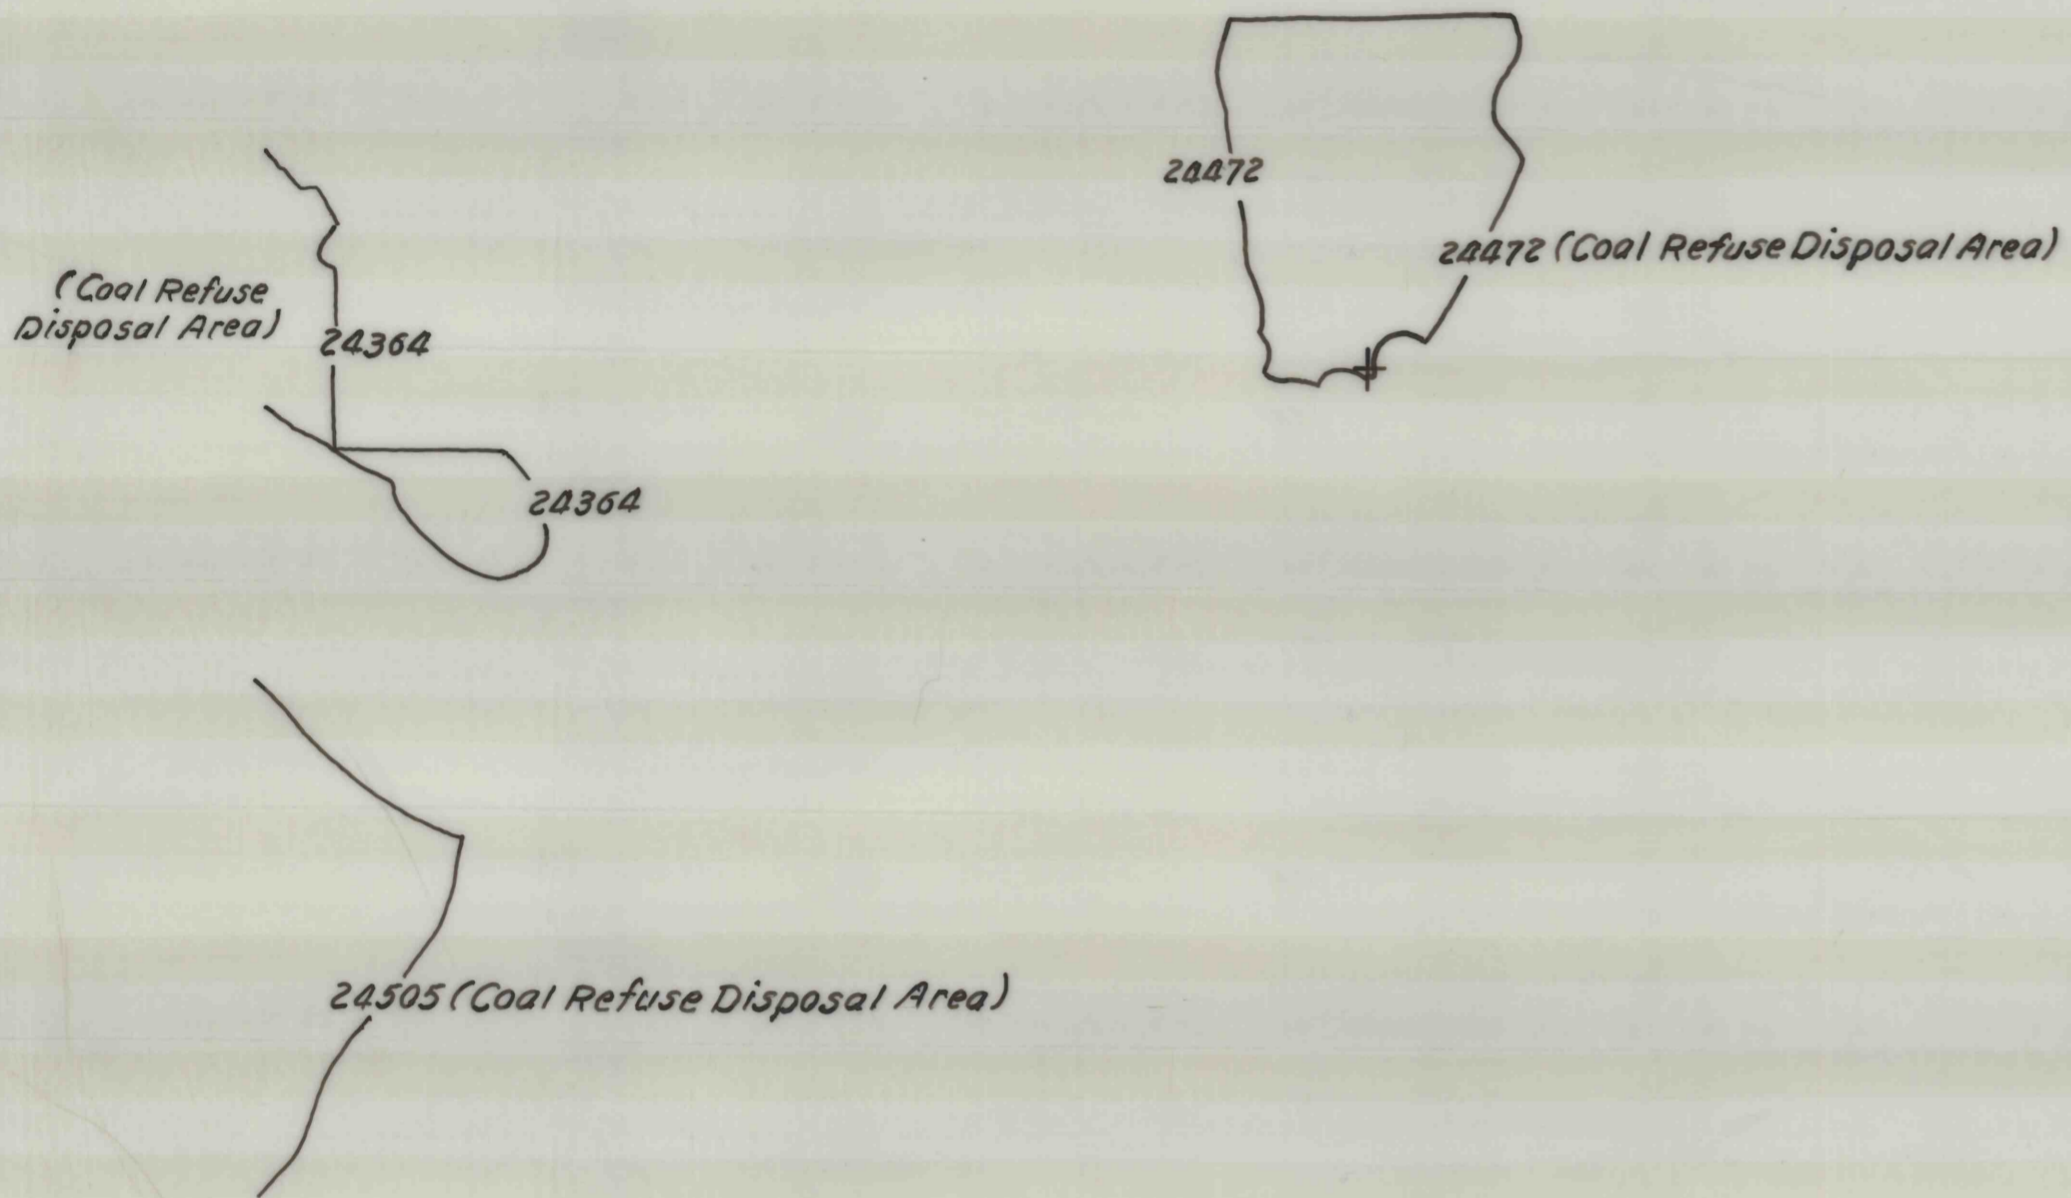 24472
24472 (Coal Refuse Disposal Area)
(Coal Refuse
Disposal Area)
24364
24364
24505 (Coal Refuse Disposal Area)